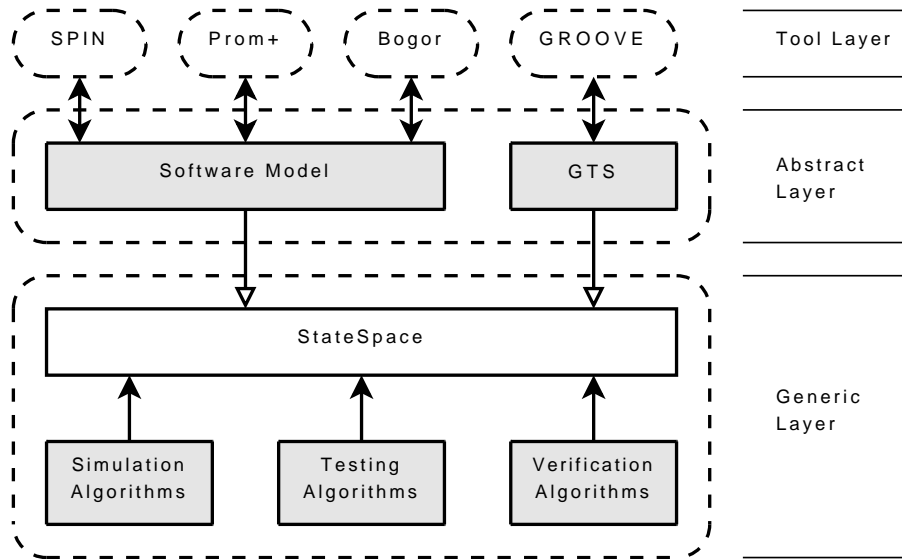 SPIN
Prom+
Bogor
GROOVE
Tool Layer
Software Model
GTS
Abstract
Layer
StateSpace
Generic
Layer
Simulation
Algorithms
Testing
Algorithms
Verification
Algorithms